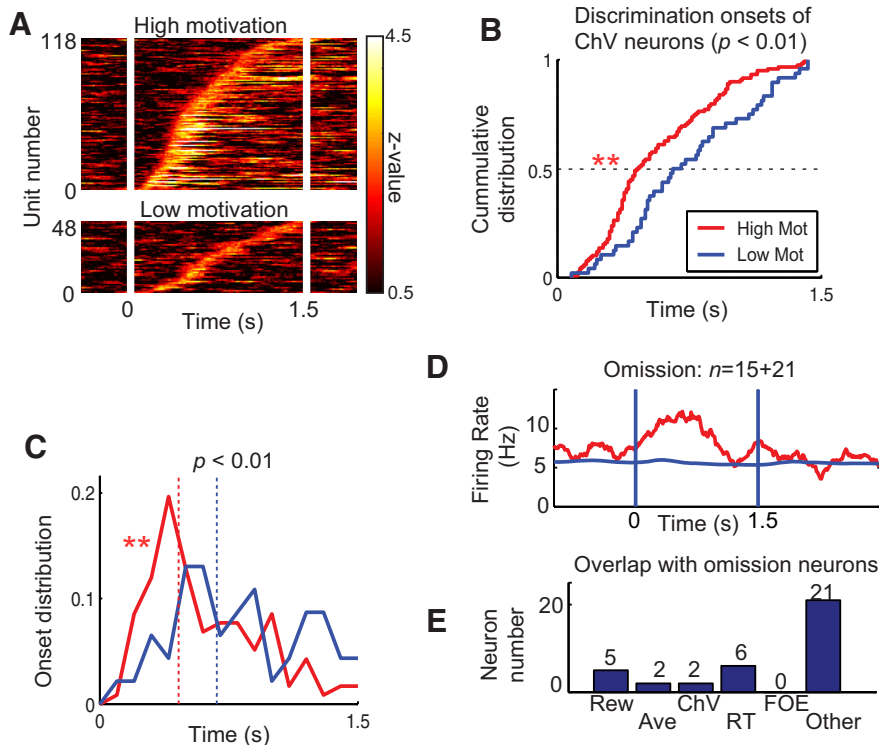 A
High motivation
118
0
Unit number
Low motivation
48
0
0
1.5
Time (s)
4.5
z-value
0.5
B
Discrimination onsets of
ChV neurons (p < 0.01)
1
0.5
0
Cummulative
distribution
**
High Mot
Low Mot
0
1.5
Time (s)
C
p < 0.01
0.2
0.1
0
Onset distribution
**
0
1.5
Time (s)
D
Omission: n=15+21
10
5
0
Firing Rate
(Hz)
0
1.5
Time (s)
E
Overlap with omission neurons
20
0
Neuron
number
5
2
2
6
0
21
Rew
Ave
ChV
RT
FOE
Other